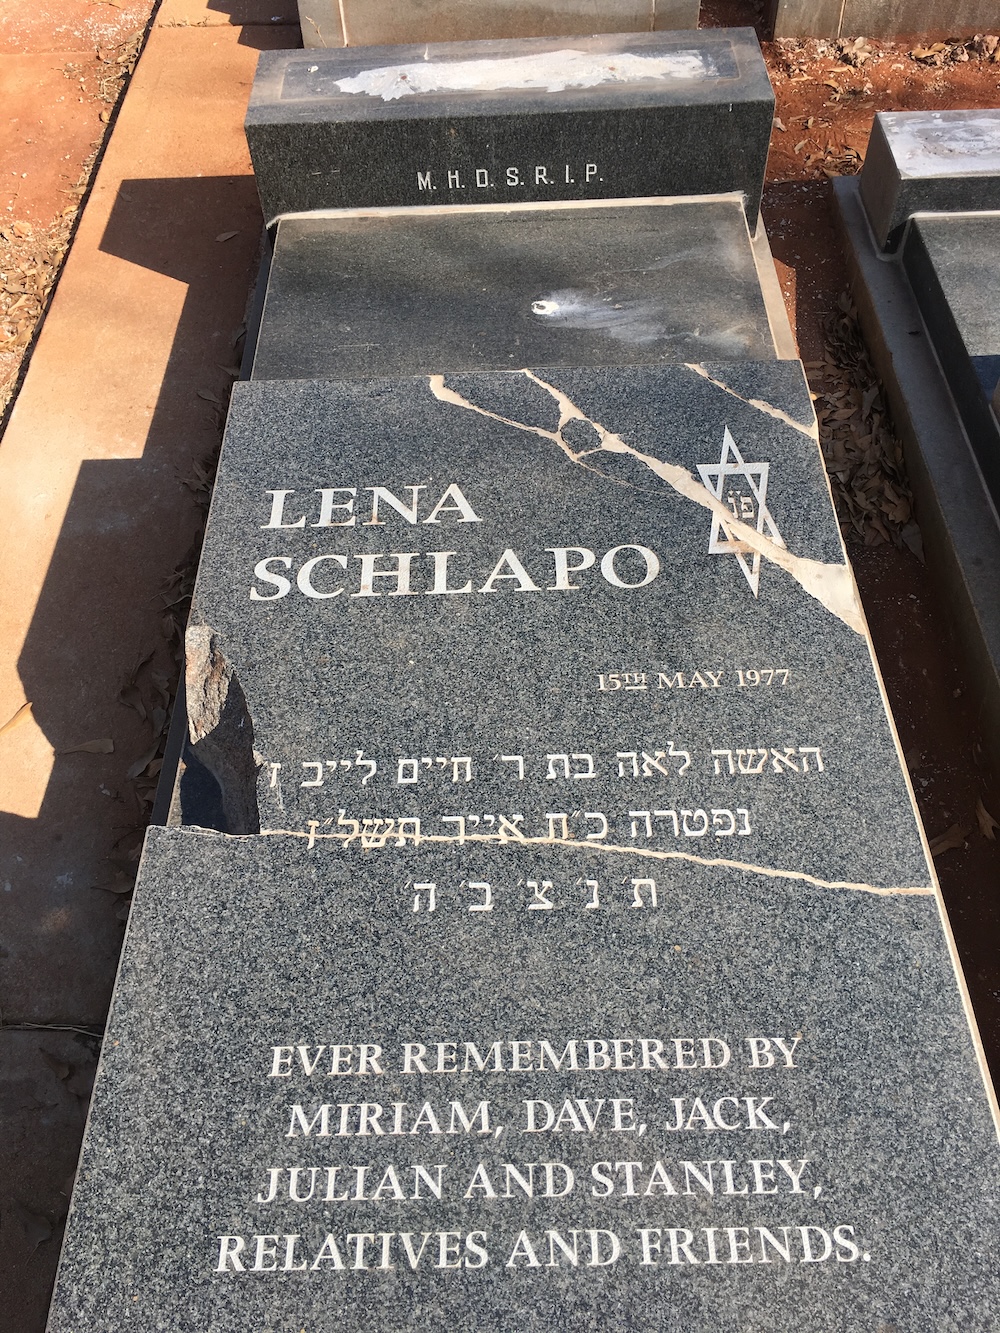 M. H. D. S. R. I. P.
LENA
SCHLAPO
פ״נ
15TH MAY 1977
האשה לאה בת ר׳ חיים לייב ז
נפטרה כ״ח אייר תשל״ז
ת׳ נ׳ צ׳ ב׳ ה׳
EVER REMEMBERED BY
MIRIAM, DAVE, JACK,
JULIAN AND STANLEY,
RELATIVES AND FRIENDS.